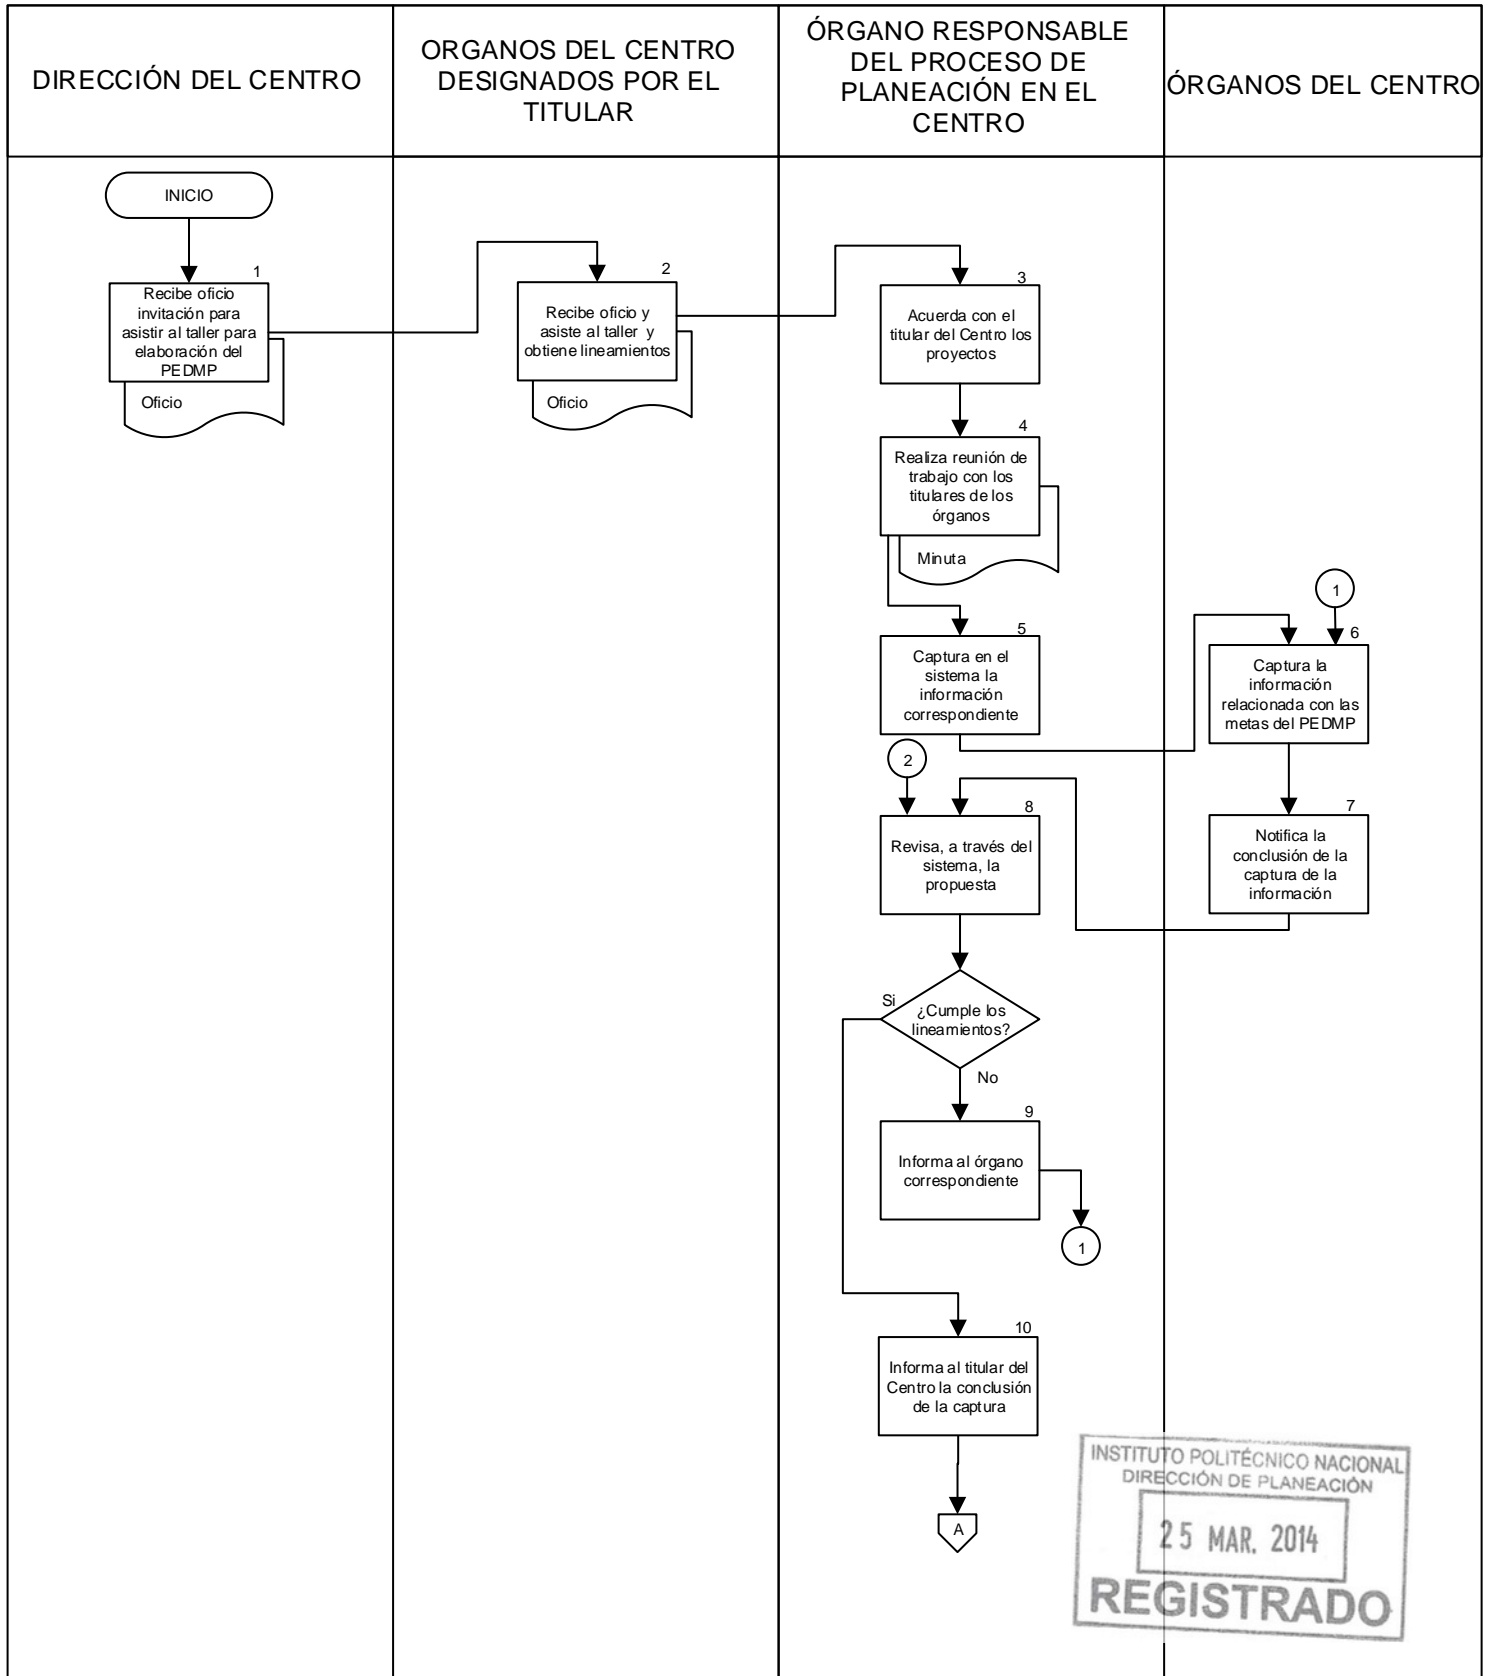 DIRECCIÓN DEL CENTRO
ORGANOS DEL CENTRO
DESIGNADOS POR EL
TITULAR
ÓRGANO RESPONSABLE
DEL PROCESO DE
PLANEACIÓN EN EL
CENTRO
ÓRGANOS DEL CENTRO
INICIO
1
Recibe oficio
invitación para
asistir al taller para
elaboración del
PEDMP
Oficio
2
Recibe oficio y
asiste al taller y
obtiene lineamientos
Oficio
3
Acuerda con el
titular del Centro los
proyectos
4
Realiza reunión de
trabajo con los
titulares de los
órganos
Minuta
5
Captura en el
sistema la
información
correspondiente
1
6
Captura la
información
relacionada con las
metas del PEDMP
7
Notifica la
conclusión de la
captura de la
información
2
8
Revisa, a través del
sistema, la
propuesta
¿Cumple los
lineamientos?
Si
No
9
Informa al órgano
correspondiente
1
10
Informa al titular del
Centro la conclusión
de la captura
A
INSTITUTO POLITÉCNICO NACIONAL
DIRECCIÓN DE PLANEACIÓN
25 MAR. 2014
REGISTRADO